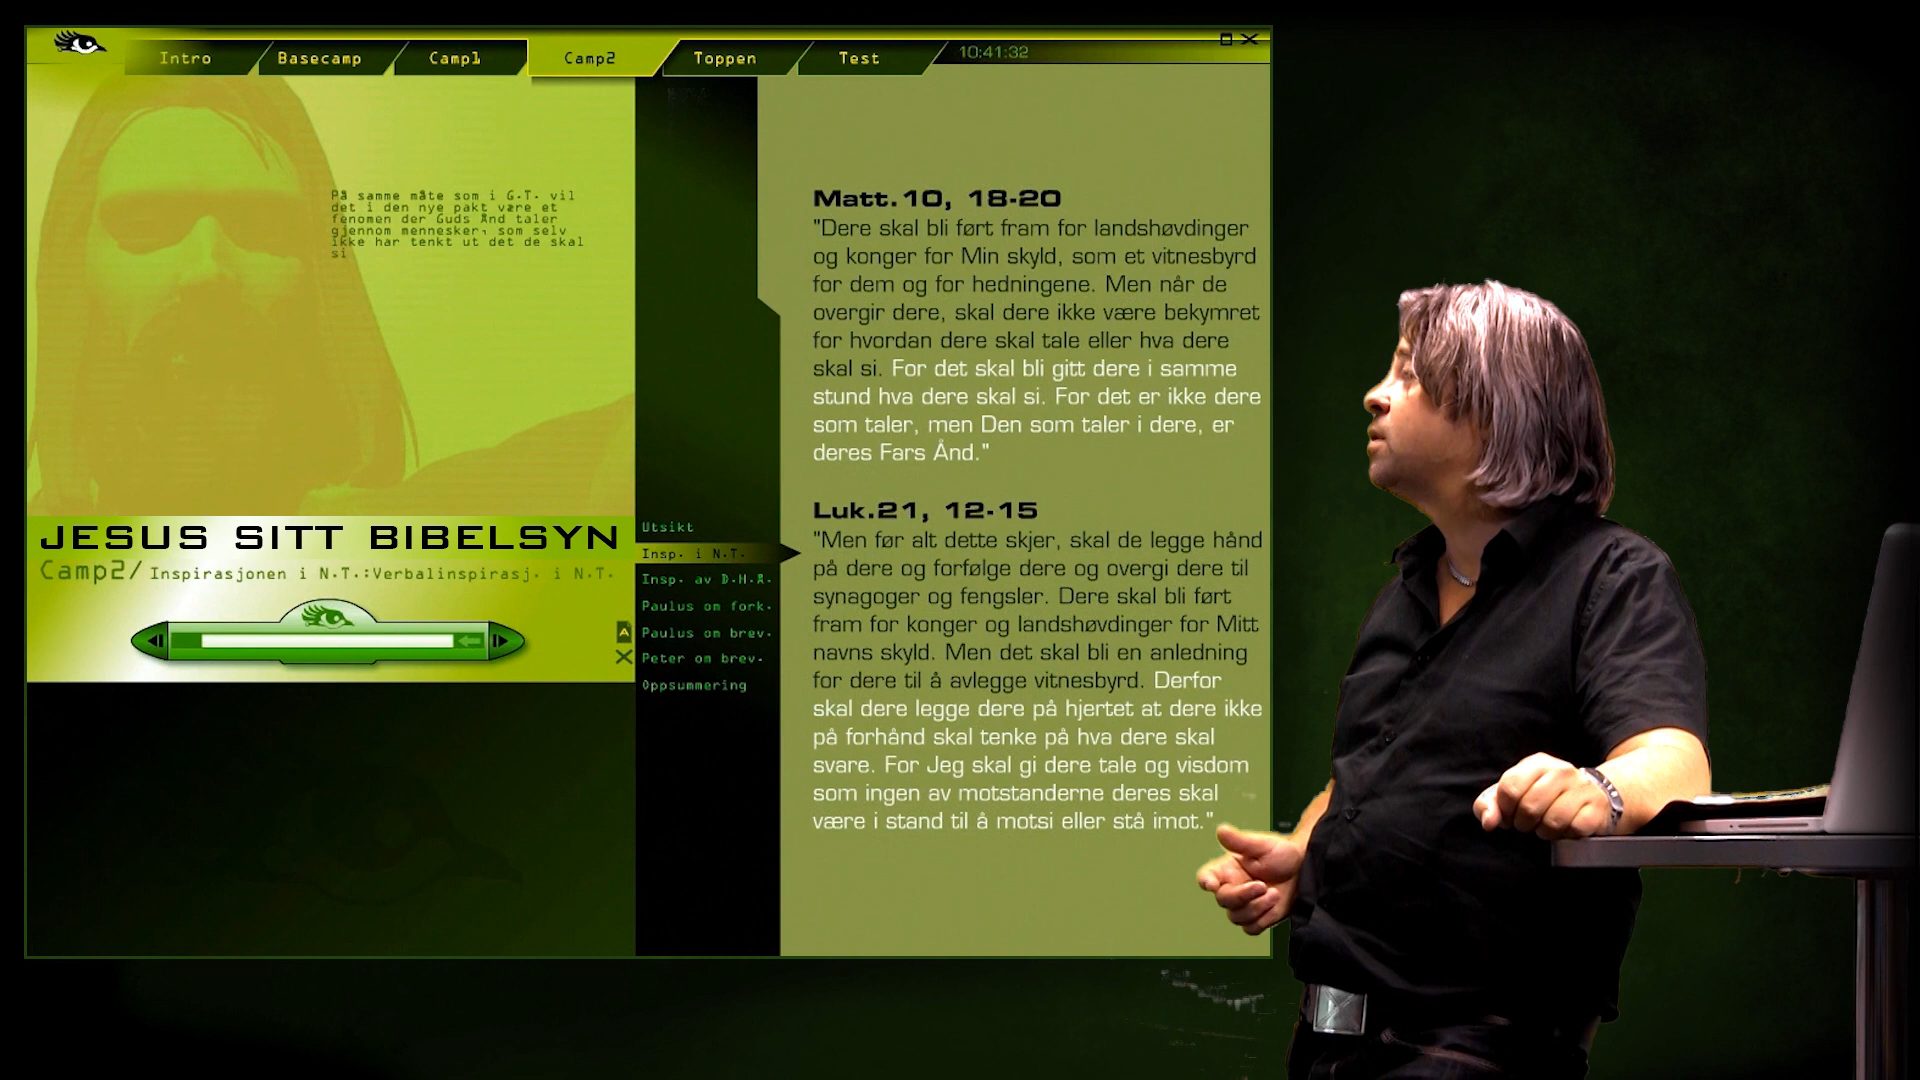 Intro
Basecamp
Camp1
Camp2
Toppen
Test
10:41:32
På samme måte som i G.T. vil
det i den nye pakt være et
fenomen der Guds Ånd taler
gjennom mennesker, som selv
ikke har tenkt ut det de skal
si
JESUS SITT BIBELSYN
Camp2/Inspirasjonen i N.T.:Verbalinspirasj. i N.T.
A
Utsikt
Insp. i N.T.
Insp. av D.H.Å.
Paulus om fork.
Paulus om brev.
Peter om brev.
Oppsummering
Matt.10, 18-20
"Dere skal bli ført fram for landshøvdinger
og konger for Min skyld, som et vitnesbyrd
for dem og for hedningene. Men når de
overgir dere, skal dere ikke være bekymret
for hvordan dere skal tale eller hva dere
skal si. For det skal bli gitt dere i samme
stund hva dere skal si. For det er ikke dere
som taler, men Den som taler i dere, er
deres Fars Ånd."
Luk.21, 12-15
"Men før alt dette skjer, skal de legge hånd
på dere og forfølge dere og overgi dere til
synagoger og fengsler. Dere skal bli ført
fram for konger og landshøvdinger for Mitt
navns skyld. Men det skal bli en anledning
for dere til å avlegge vitnesbyrd. Derfor
skal dere legge dere på hjertet at dere ikke
på forhånd skal tenke på hva dere skal
svare. For Jeg skal gi dere tale og visdom
som ingen av motstanderne deres skal
være i stand til å motsi eller stå imot."